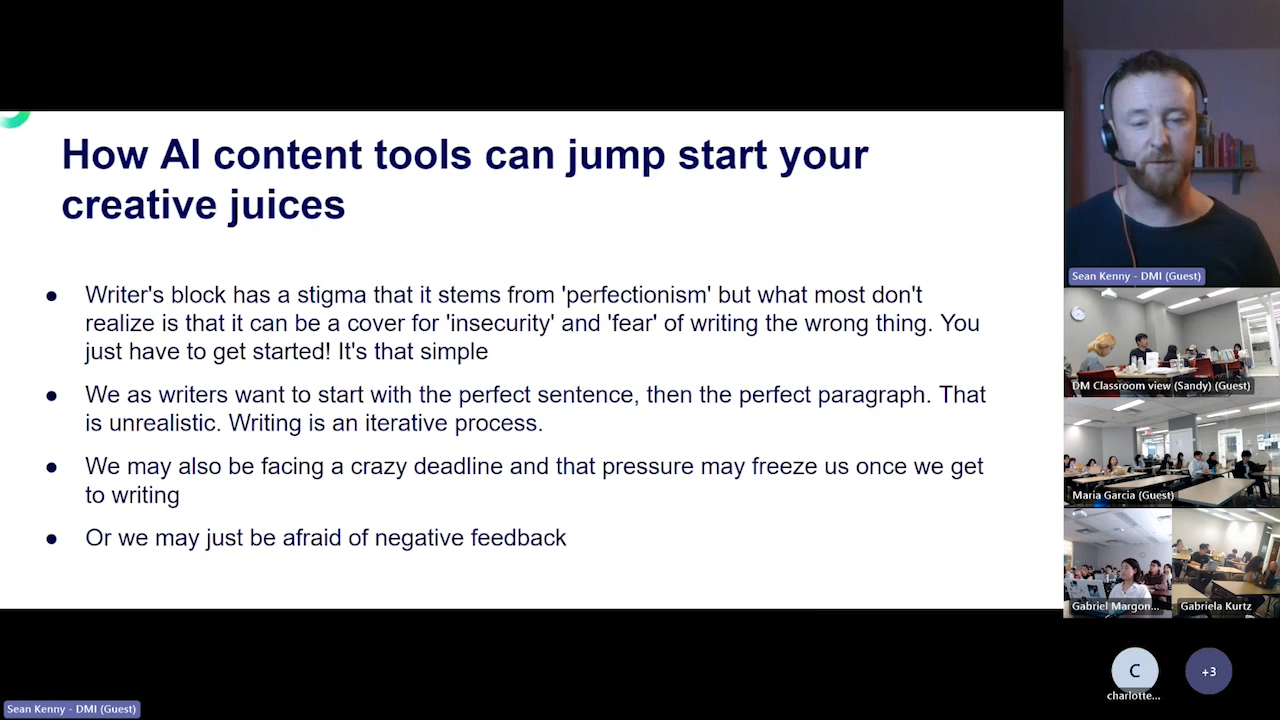 How AI content tools can jump start your
creative juices
● Writer's block has a stigma that it stems from 'perfectionism' but what most don't
realize is that it can be a cover for 'insecurity' and 'fear' of writing the wrong thing. You
just have to get started! It's that simple
● We as writers want to start with the perfect sentence, then the perfect paragraph. That
is unrealistic. Writing is an iterative process.
● We may also be facing a crazy deadline and that pressure may freeze us once we get
to writing
● Or we may just be afraid of negative feedback
Sean Kenny - DMI (Guest)
DM Classroom view (Sandy) (Guest)
Maria Garcia (Guest)
Gabriel Margon...
Gabriela Kurtz
C
charlotte...
+3
Sean Kenny - DMI (Guest)